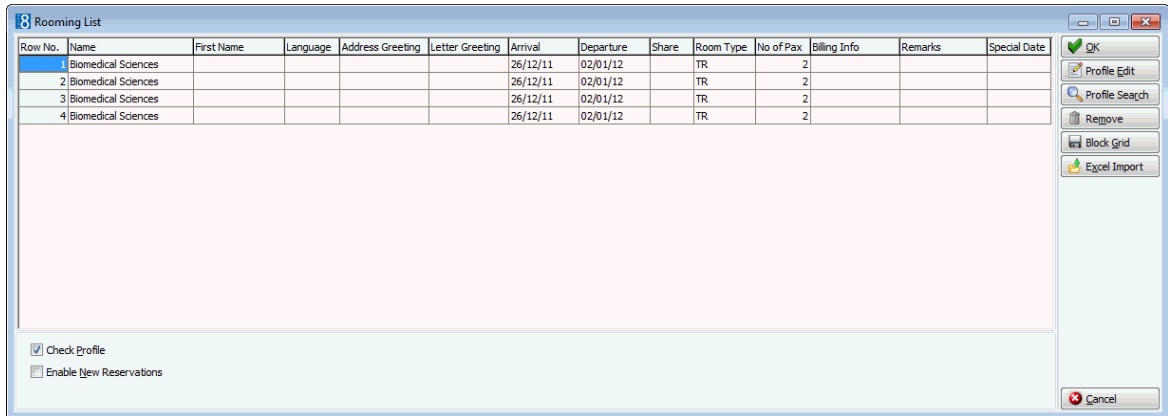 8 Rooming List
Row No. Name First Name Language Address Greeting Letter Greeting Arrival Departure Share Room Type No of Pax Billing Info Remarks Special Date
1 Biomedical Sciences 26/12/11 02/01/12 TR 2
2 Biomedical Sciences 26/12/11 02/01/12 TR 2
3 Biomedical Sciences 26/12/11 02/01/12 TR 2
4 Biomedical Sciences 26/12/11 02/01/12 TR 2
OK
Profile Edit
Profile Search
Remove
Block Grid
Excel Import
Check Profile
Enable New Reservations
Cancel